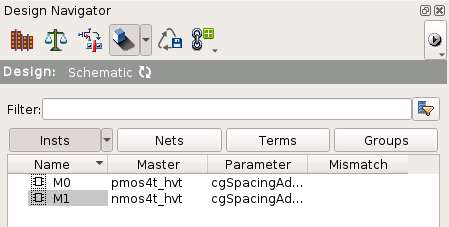 Design Navigator
Design: Schematic
Filter:
Insts Nets Terms Groups
Name Master Parameter Mismatch
M0 pmos4t_hvt cgSpacingAd...
M1 nmos4t_hvt cgSpacingAd...